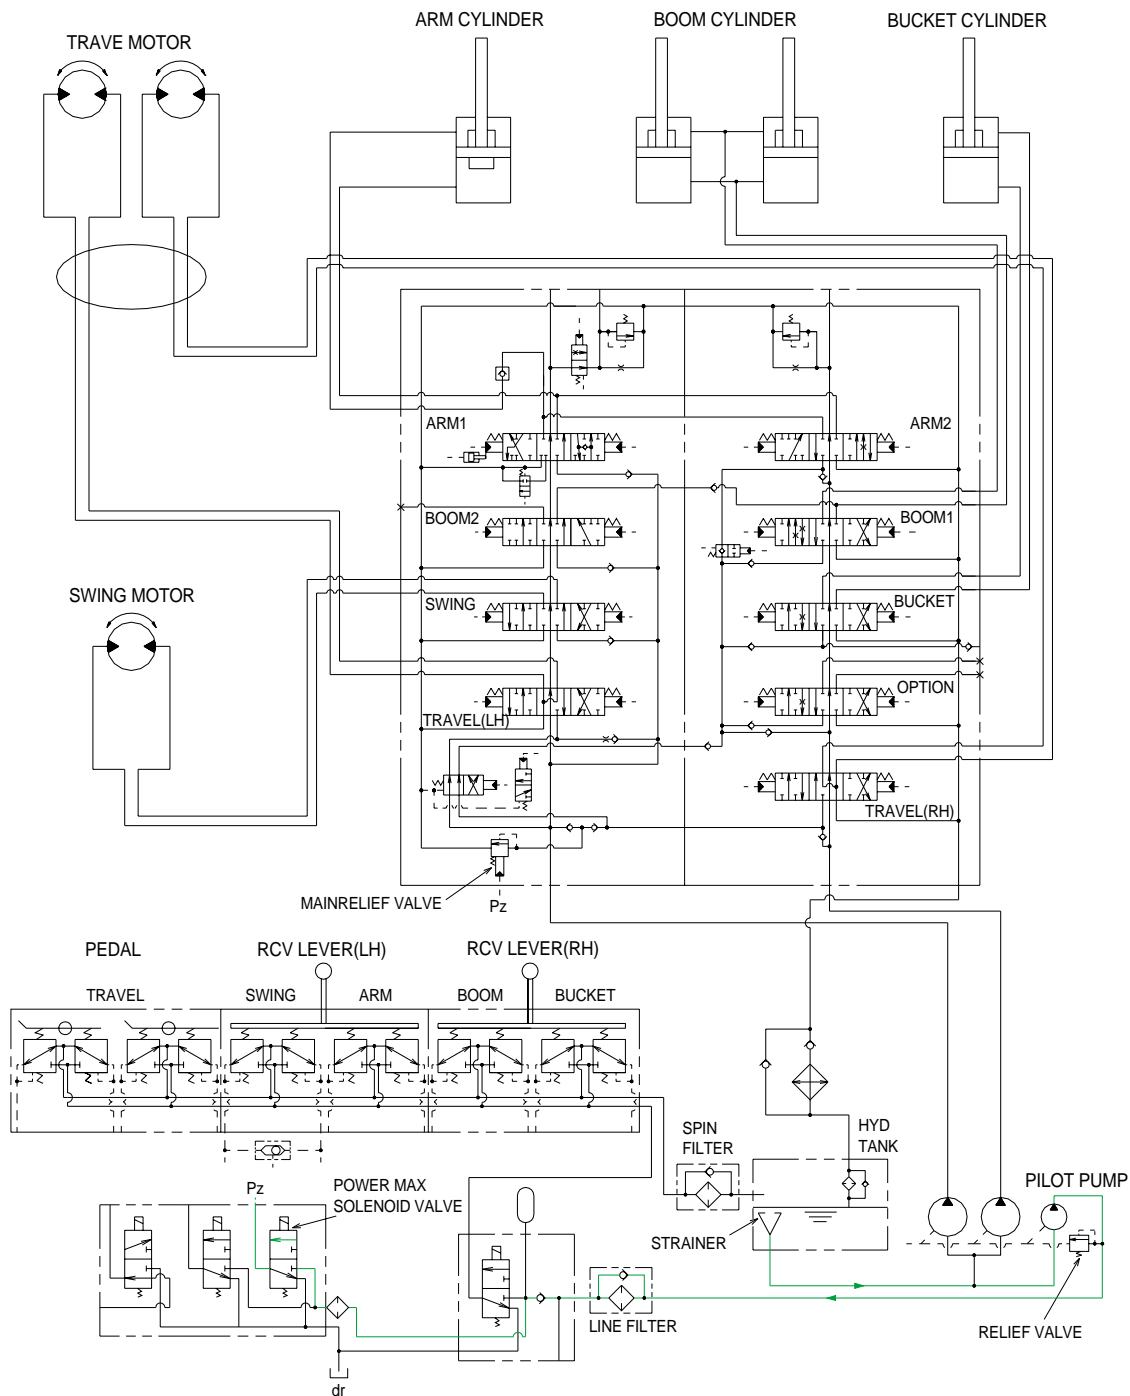 ARM CYLINDER
BOOM CYLINDER
BUCKET CYLINDER
TRAVE MOTOR
ARM1
ARM2
BOOM2
BOOM1
SWING MOTOR
SWING
BUCKET
OPTION
TRAVEL(LH)
TRAVEL(RH)
MAINRELIEF VALVE
Pz
PEDAL
RCV LEVER(LH)
RCV LEVER(RH)
TRAVEL
SWING
ARM
BOOM
BUCKET
SPIN
FILTER
HYD
TANK
Pz
POWER MAX
SOLENOID VALVE
PILOT PUMP
STRAINER
LINE FILTER
RELIEF VALVE
dr